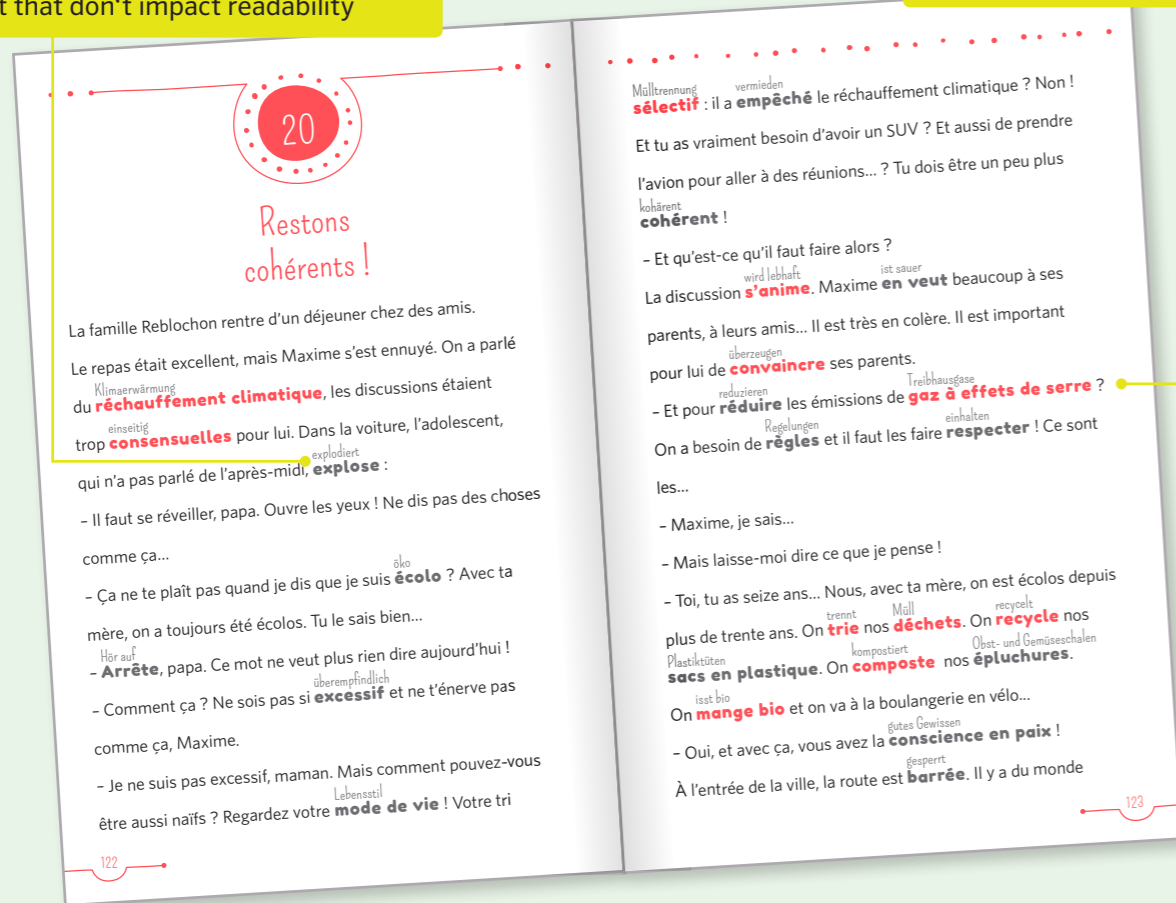 t that don't impact readability
20
Restons
cohérents !
La famille Reblochon rentre d'un déjeuner chez des amis.
Le repas était excellent, mais Maxime s'est ennuyé. On a parlé
Klimaerwärmung
du réchauffement climatique, les discussions étaient
einseitig
trop consensuelles pour lui. Dans la voiture, l'adolescent,
explodiert
qui n'a pas parlé de l'après-midi, explose :
– Il faut se réveiller, papa. Ouvre les yeux ! Ne dis pas des choses
comme ça...
öko
– Ça ne te plaît pas quand je dis que je suis écolo ? Avec ta
mère, on a toujours été écolos. Tu le sais bien...
Hör auf
– Arrête, papa. Ce mot ne veut plus rien dire aujourd'hui !
überempfindlich
– Comment ça ? Ne sois pas si excessif et ne t'énerve pas
comme ça, Maxime.
– Je ne suis pas excessif, maman. Mais comment pouvez-vous
Lebensstil
être aussi naïfs ? Regardez votre mode de vie ! Votre tri
122
Mülltrennung vermieden
sélectif : il a empêché le réchauffement climatique ? Non !
Et tu as vraiment besoin d'avoir un SUV ? Et aussi de prendre
l'avion pour aller à des réunions... ? Tu dois être un peu plus
kohärent
cohérent !
– Et qu'est-ce qu'il faut faire alors ?
wird lebhaft ist sauer
La discussion s'anime. Maxime en veut beaucoup à ses
parents, à leurs amis... Il est très en colère. Il est important
überzeugen
pour lui de convaincre ses parents.
reduzieren Treibhausgase
– Et pour réduire les émissions de gaz à effets de serre ?
Regelungen einhalten
On a besoin de règles et il faut les faire respecter ! Ce sont
les...
– Maxime, je sais...
– Mais laisse-moi dire ce que je pense !
– Toi, tu as seize ans... Nous, avec ta mère, on est écolos depuis
trennt Müll recycelt
plus de trente ans. On trie nos déchets. On recycle nos
Plastiktüten kompostiert Obst- und Gemüseschalen
sacs en plastique. On composte nos épluchures.
isst bio
On mange bio et on va à la boulangerie en vélo...
gutes Gewissen
– Oui, et avec ça, vous avez la conscience en paix !
gesperrt
À l'entrée de la ville, la route est barrée. Il y a du monde
123